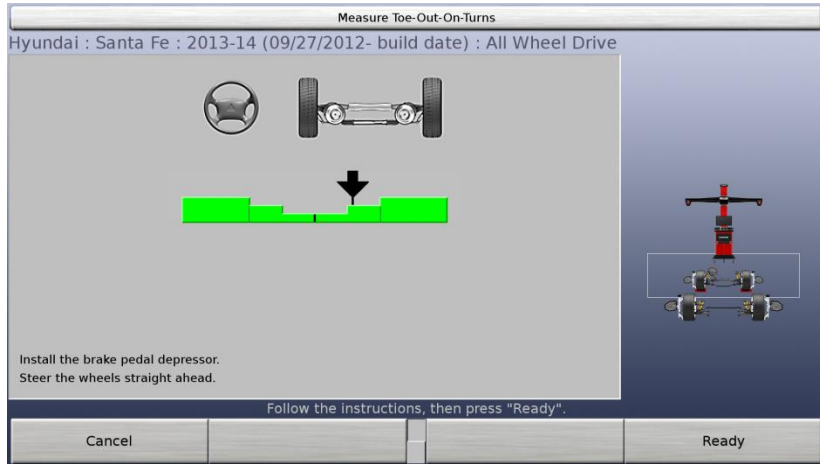 Measure Toe-Out-On-Turns
Hyundai : Santa Fe : 2013-14 (09/27/2012- build date) : All Wheel Drive
Install the brake pedal depressor.
Steer the wheels straight ahead.
Follow the instructions, then press "Ready".
Cancel
Ready